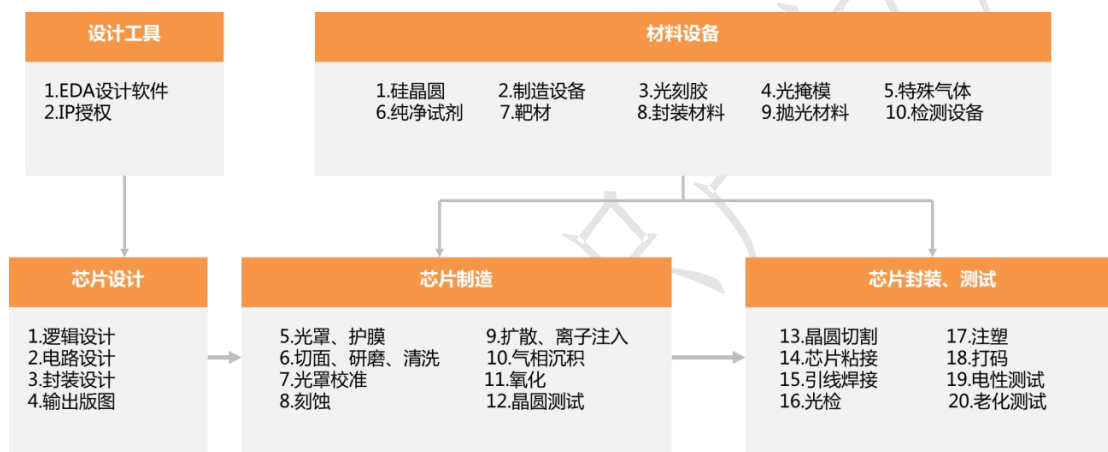 设计工具
1.EDA设计软件
2.IP授权
材料设备
1.硅晶圆 2.制造设备 3.光刻胶 4.光掩模 5.特殊气体
6.纯净试剂 7.靶材 8.封装材料 9.抛光材料 10.检测设备
芯片设计
1.逻辑设计
2.电路设计
3.封装设计
4.输出版图
芯片制造
5.光罩、护膜 9.扩散、离子注入
6.切面、研磨、清洗 10.气相沉积
7.光罩校准 11.氧化
8.刻蚀 12.晶圆测试
芯片封装、测试
13.晶圆切割 17.注塑
14.芯片粘接 18.打码
15.引线焊接 19.电性测试
16.光检 20.老化测试